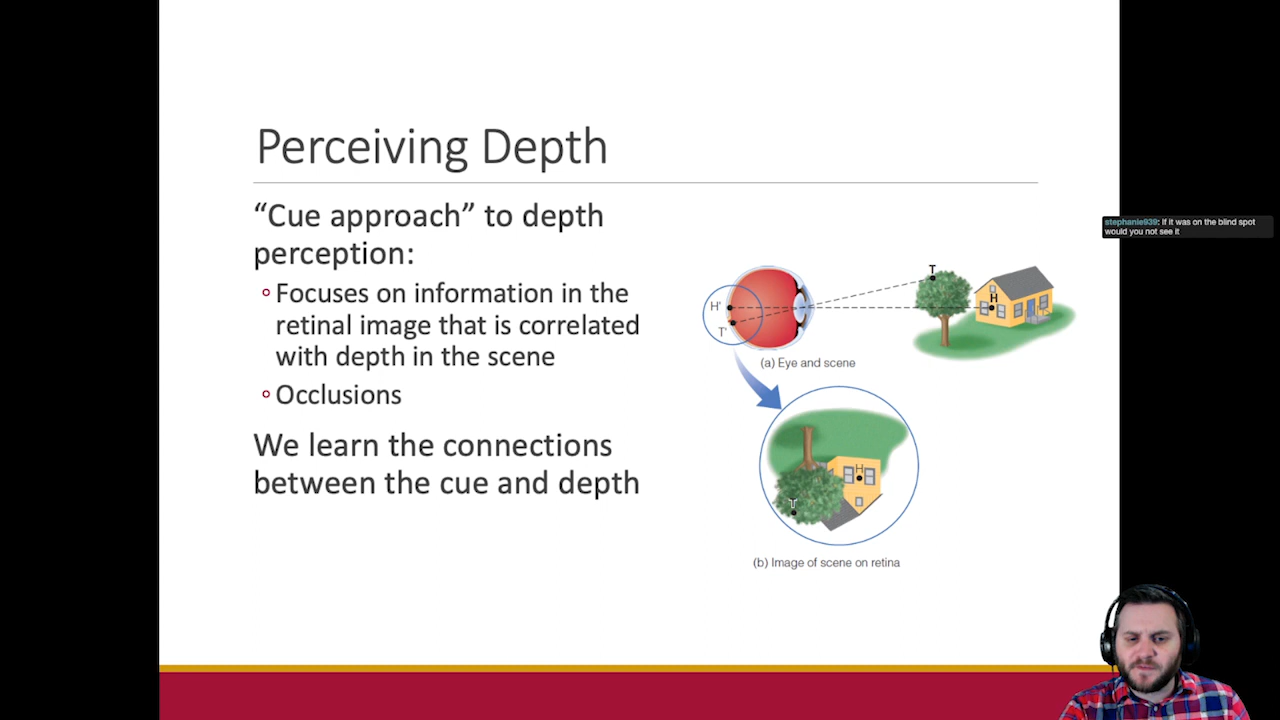 Perceiving Depth
“Cue approach” to depth
perception:
Focuses on information in the
retinal image that is correlated
with depth in the scene
Occlusions
We learn the connections
between the cue and depth
stephanie939: If it was on the blind spot
would you not see it
T
H
H'
T'
(a) Eye and scene
H
T
(b) Image of scene on retina